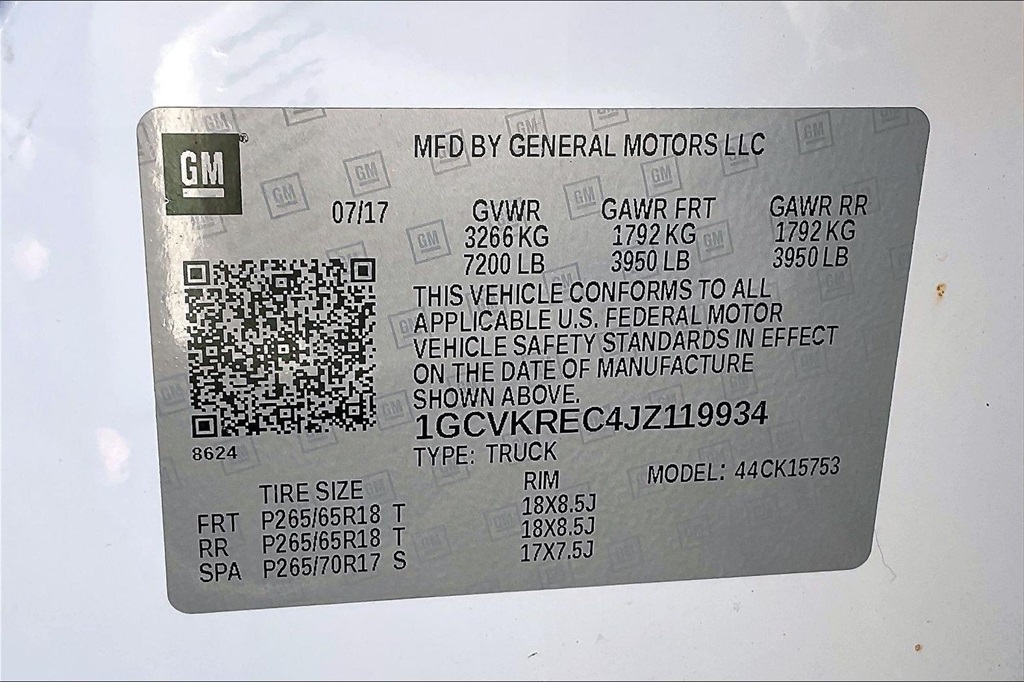 GM®
MFD BY GENERAL MOTORS LLC
07/17 GVWR GAWR FRT GAWR RR
3266 KG 1792 KG 1792 KG
7200 LB 3950 LB 3950 LB
THIS VEHICLE CONFORMS TO ALL
APPLICABLE U.S. FEDERAL MOTOR
VEHICLE SAFETY STANDARDS IN EFFECT
ON THE DATE OF MANUFACTURE
SHOWN ABOVE.
1GCVKREC4JZ119934
8624
TYPE: TRUCK
MODEL: 44CK15753
TIRE SIZE RIM
FRT P265/65R18 T 18X8.5J
RR P265/65R18 T 18X8.5J
SPA P265/70R17 S 17X7.5J